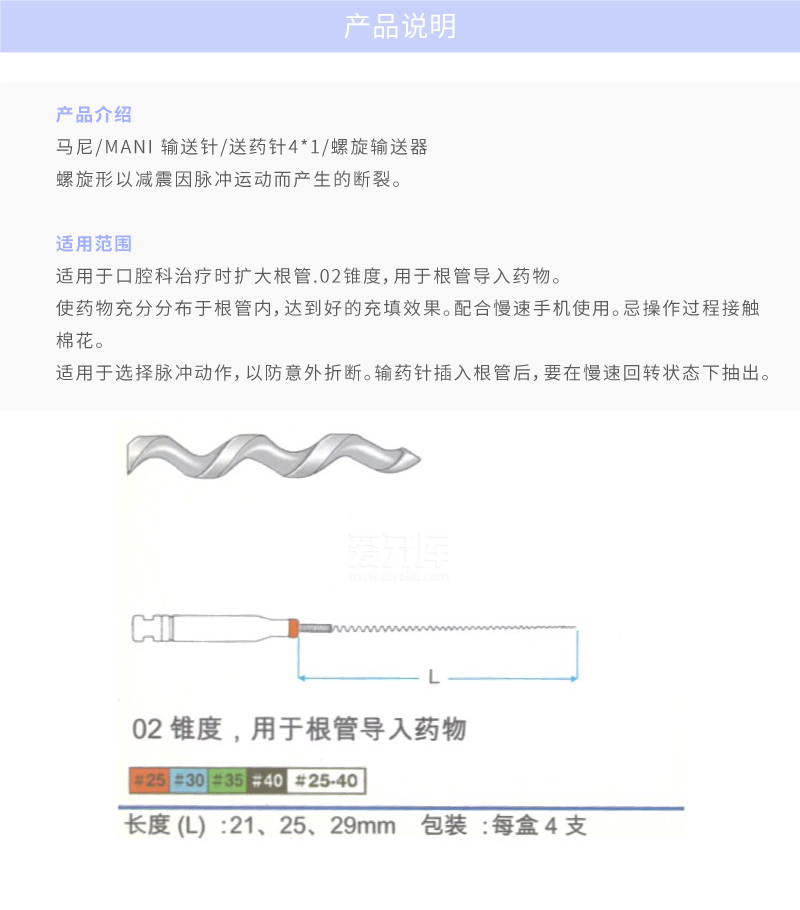 产品说明
产品介绍
马尼/MANI 输送针/送药针4*1/螺旋输送器
螺旋形以减震因脉冲运动而产生的断裂。
适用范围
适用于口腔科治疗时扩大根管.02锥度,用于根管导入药物。
使药物充分分布于根管内,达到好的充填效果。配合慢速手机使用。忌操作过程接触
棉花。
适用于选择脉冲动作,以防意外折断。输药针插入根管后,要在慢速回转状态下抽出。
L
02 锥度，用于根管导入药物
#25 #30 #35 #40 #25-40
长度 (L) :21、25、29mm 包装 :每盒 4 支